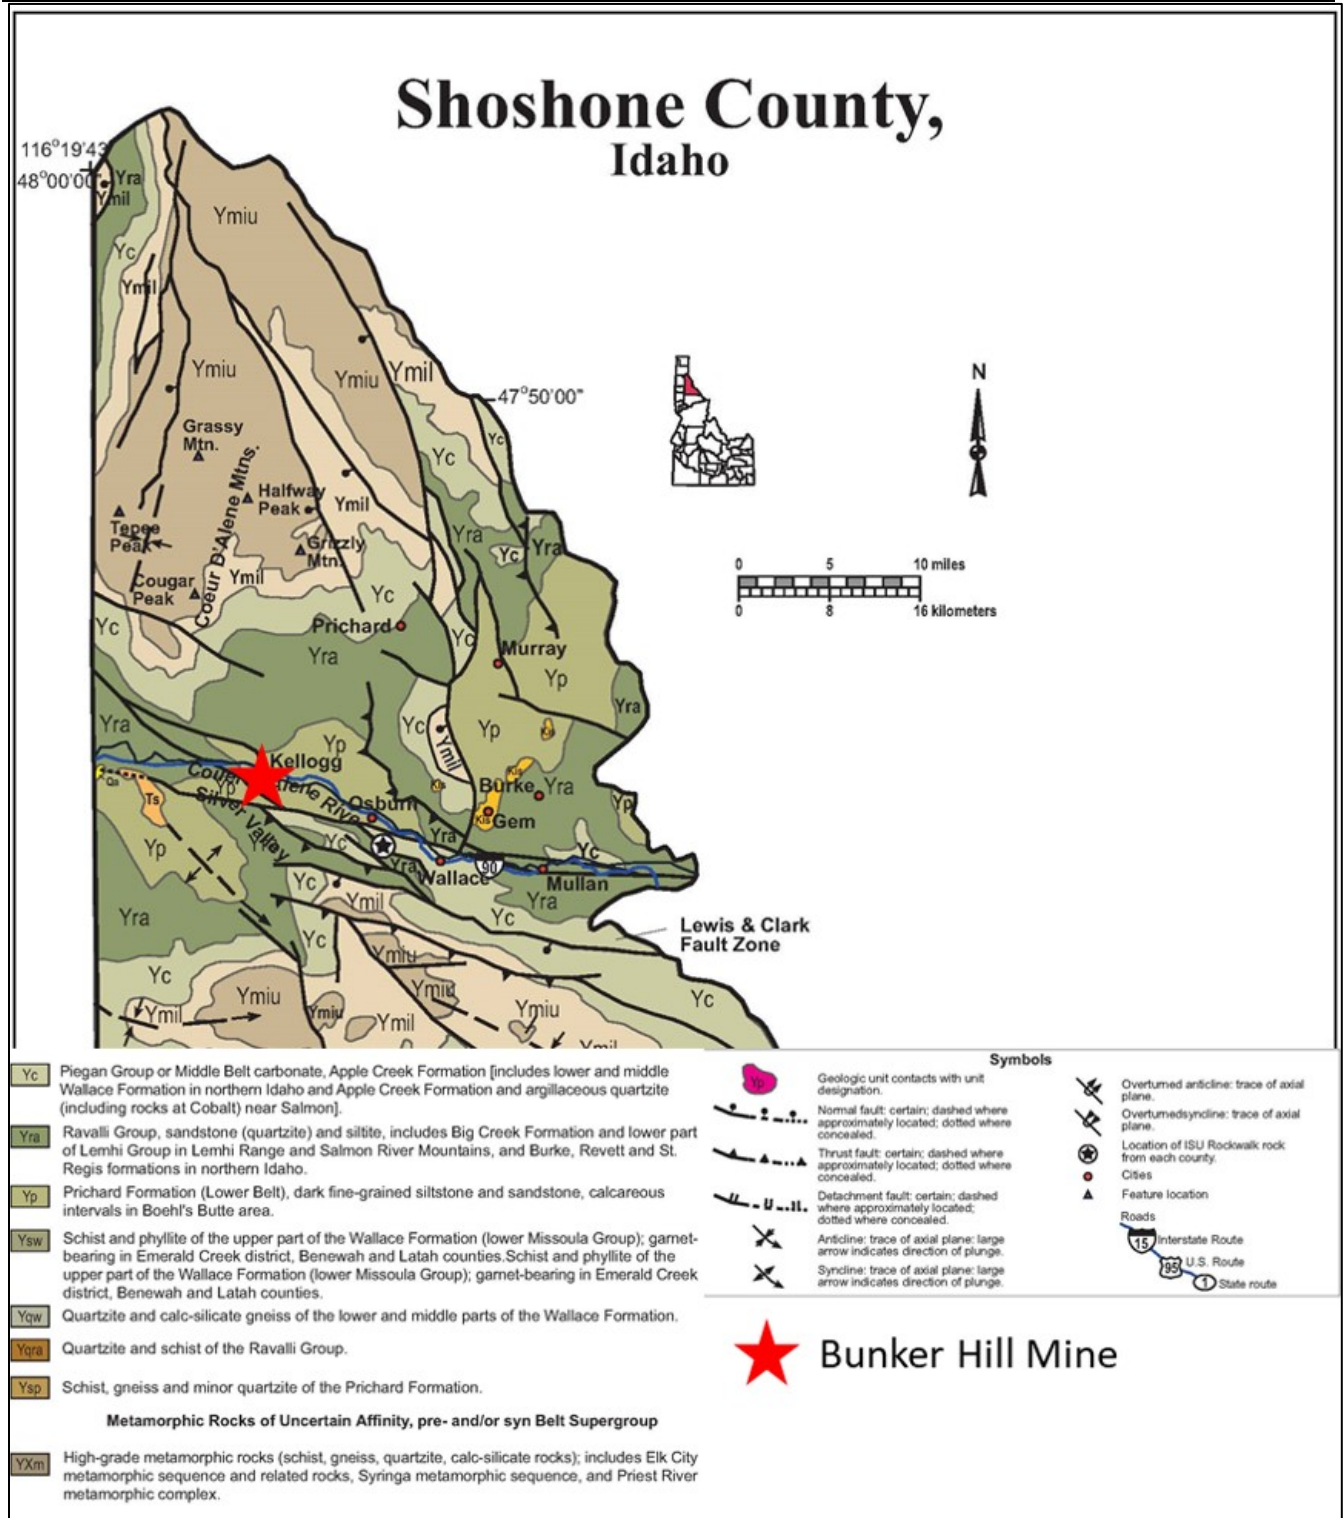 Shoshone County,
Idaho
116°19'43
48°00'00"
Yra
Ymil
Ymiu
Yc
Ymil
Ymiu
Ymiu
Ymil
47°50'00"
N
Grassy
Mtn.
Yc
Yc
Coeur D'Alene Mtns.
Halfway
Peak
Ymil
Tepee
Peak
Grizzly
Mtn.
Yra
Yc
Yra
0 5 10 miles
0 8 16 kilometers
Cougar
Peak
Ymil
Yc
Yc
Prichard
Yra
Yc
Murray
Yp
Yra
Yra
Yp
Yc
Ymil
Yp
Kis
Kellogg
Coeur
Alene River
Qs
Ts
Yp
Silver Valley
Osburn
Kis
Kis
Burke
Yra
Kis
Gem
Yp
Yp
Yc
Yra
Yra
Wallace
90
Yc
Mullan
Yra
Yc
Ymil
Yc
Yra
Yc
Lewis & Clark
Fault Zone
Yc
Ymiu
Ymiu
Ymiu
Yc
Ymil
Ymiu
Ymil
Ymiu
Ymil
Yc Piegan Group or Middle Belt carbonate, Apple Creek Formation [includes lower and middle
Wallace Formation in northern Idaho and Apple Creek Formation and argillaceous quartzite
(including rocks at Cobalt) near Salmon].
Yra Ravalli Group, sandstone (quartzite) and siltite, includes Big Creek Formation and lower part
of Lemhi Group in Lemhi Range and Salmon River Mountains, and Burke, Revett and St.
Regis formations in northern Idaho.
Yp Prichard Formation (Lower Belt), dark fine-grained siltstone and sandstone, calcareous
intervals in Boehl's Butte area.
Ysw Schist and phyllite of the upper part of the Wallace Formation (lower Missoula Group); garnet-
bearing in Emerald Creek district, Benewah and Latah counties.Schist and phyllite of the
upper part of the Wallace Formation (lower Missoula Group); garnet-bearing in Emerald Creek
district, Benewah and Latah counties.
Yqw Quartzite and calc-silicate gneiss of the lower and middle parts of the Wallace Formation.
Yqra Quartzite and schist of the Ravalli Group.
Ysp Schist, gneiss and minor quartzite of the Prichard Formation.
Metamorphic Rocks of Uncertain Affinity, pre- and/or syn Belt Supergroup
YXm High-grade metamorphic rocks (schist, gneiss, quartzite, calc-silicate rocks); includes Elk City
metamorphic sequence and related rocks, Syringa metamorphic sequence, and Priest River
metamorphic complex.
Symbols
Yp
Geologic unit contacts with unit
designation.
Normal fault: certain; dashed where
approximately located; dotted where
concealed.
Thrust fault: certain; dashed where
approximately located; dotted where
concealed.
Detachment fault: certain; dashed
where approximately located;
dotted where concealed.
Anticline: trace of axial plane: large
arrow indicates direction of plunge.
Syncline: trace of axial plane; large
arrow indicates direction of plunge.
Overturned anticline: trace of axial
plane.
Overturnedsyncline: trace of axial
plane.
Location of ISU Rockwalk rock
from each county.
Cities
Feature location
Roads
15 Interstate Route
95 U.S. Route
1 State route
Bunker Hill Mine